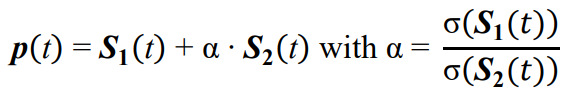 p(t) = S₁(t) + α · S₂(t) with α = σ(S₁(t)) / σ(S₂(t))